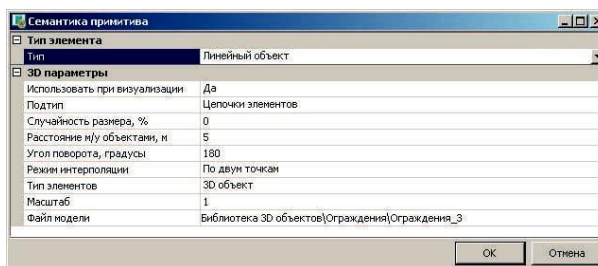 Семантика примитива
Тип элемента
Тип Линейный объект
3D параметры
Использовать при визуализации Да
Подтип Цепочки элементов
Случайность размера, % 0
Расстояние м/у объектами, м 5
Угол поворота, градусы 180
Режим интерполяции По двум точкам
Тип элементов 3D объект
Масштаб 1
Файл модели Библиотека 3D объектов\Ограждения\Ограждения_3
OK Отмена